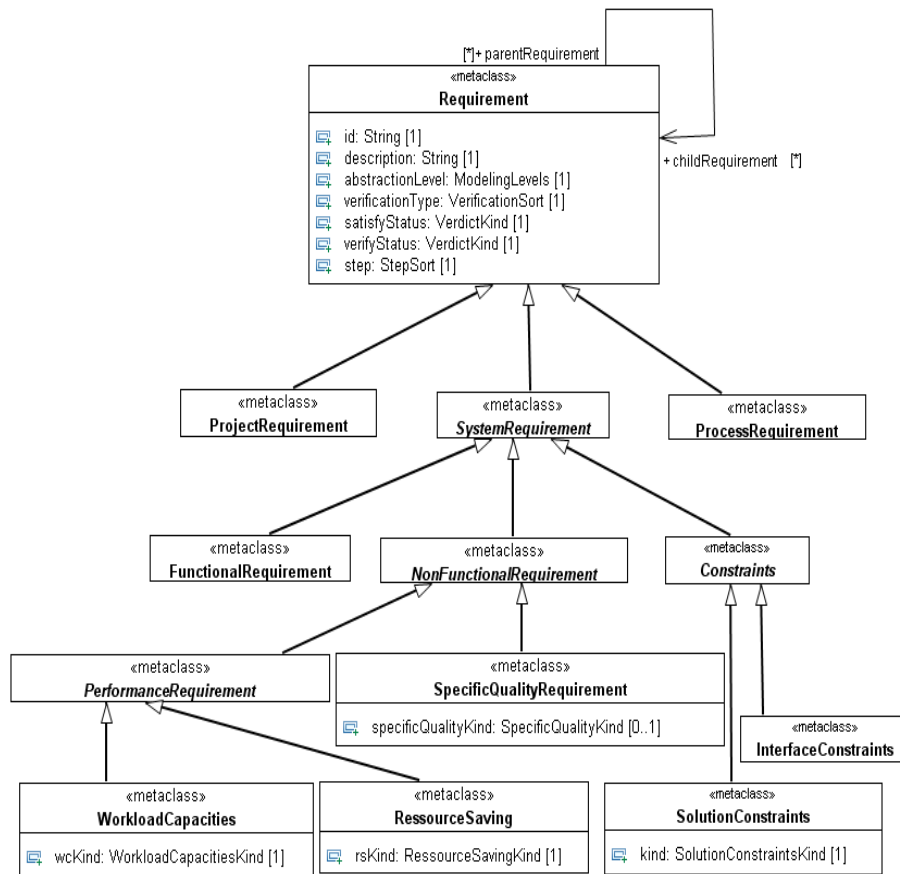 [*]+ parentRequirement
«metaclass»
Requirement
id: String [1]
description: String [1]
abstractionLevel: ModelingLevels [1]
verificationType: VerificationSort [1]
satisfyStatus: VerdictKind [1]
verifyStatus: VerdictKind [1]
step: StepSort [1]
+ childRequirement [*]
«metaclass»
ProjectRequirement
«metaclass»
SystemRequirement
«metaclass»
ProcessRequirement
«metaclass»
FunctionalRequirement
«metaclass»
NonFunctionalRequirement
«metaclass»
Constraints
«metaclass»
PerformanceRequirement
«metaclass»
SpecificQualityRequirement
specificQualityKind: SpecificQualityKind [0..1]
«metaclass»
InterfaceConstraints
«metaclass»
WorkloadCapacities
wcKind: WorkloadCapacitiesKind [1]
«metaclass»
RessourceSaving
rsKind: RessourceSavingKind [1]
«metaclass»
SolutionConstraints
kind: SolutionConstraintsKind [1]